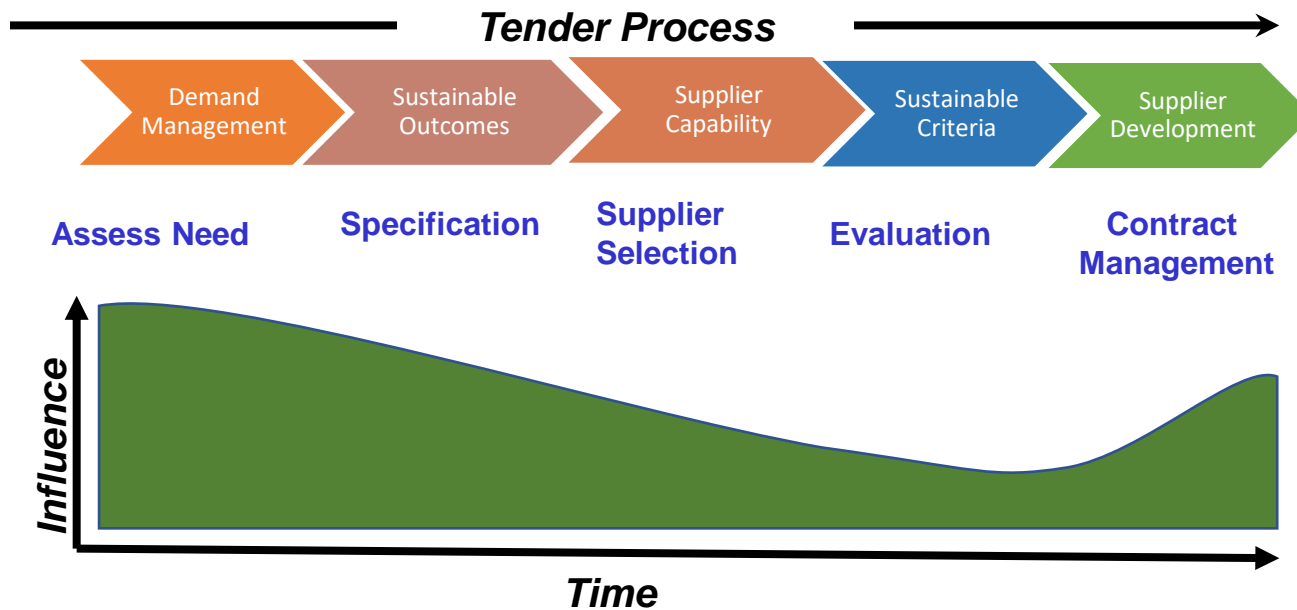 Tender Process
Demand
Management
Sustainable
Outcomes
Supplier
Capability
Sustainable
Criteria
Supplier
Development
Assess Need
Specification
Supplier
Selection
Evaluation
Contract
Management
Influence
Time